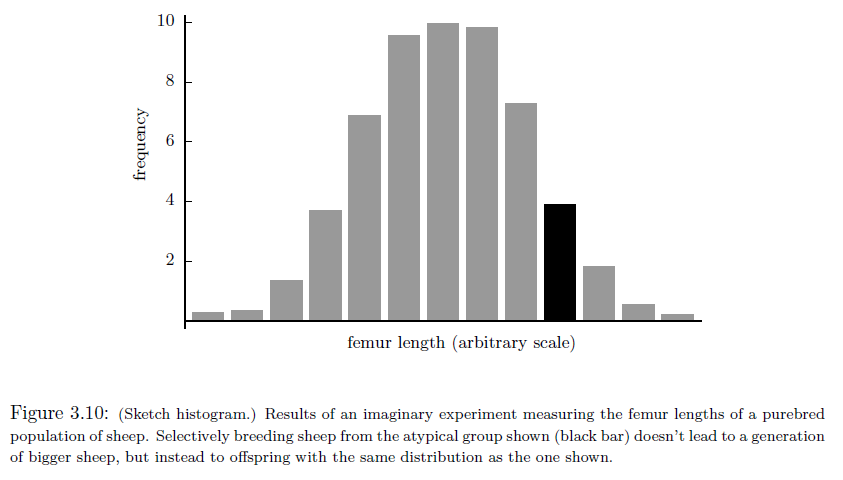 10
8
6
4
2
frequency
femur length (arbitrary scale)
Figure 3.10: (Sketch histogram.) Results of an imaginary experiment measuring the femur lengths of a purebred
population of sheep. Selectively breeding sheep from the atypical group shown (black bar) doesn't lead to a generation
of bigger sheep, but instead to offspring with the same distribution as the one shown.